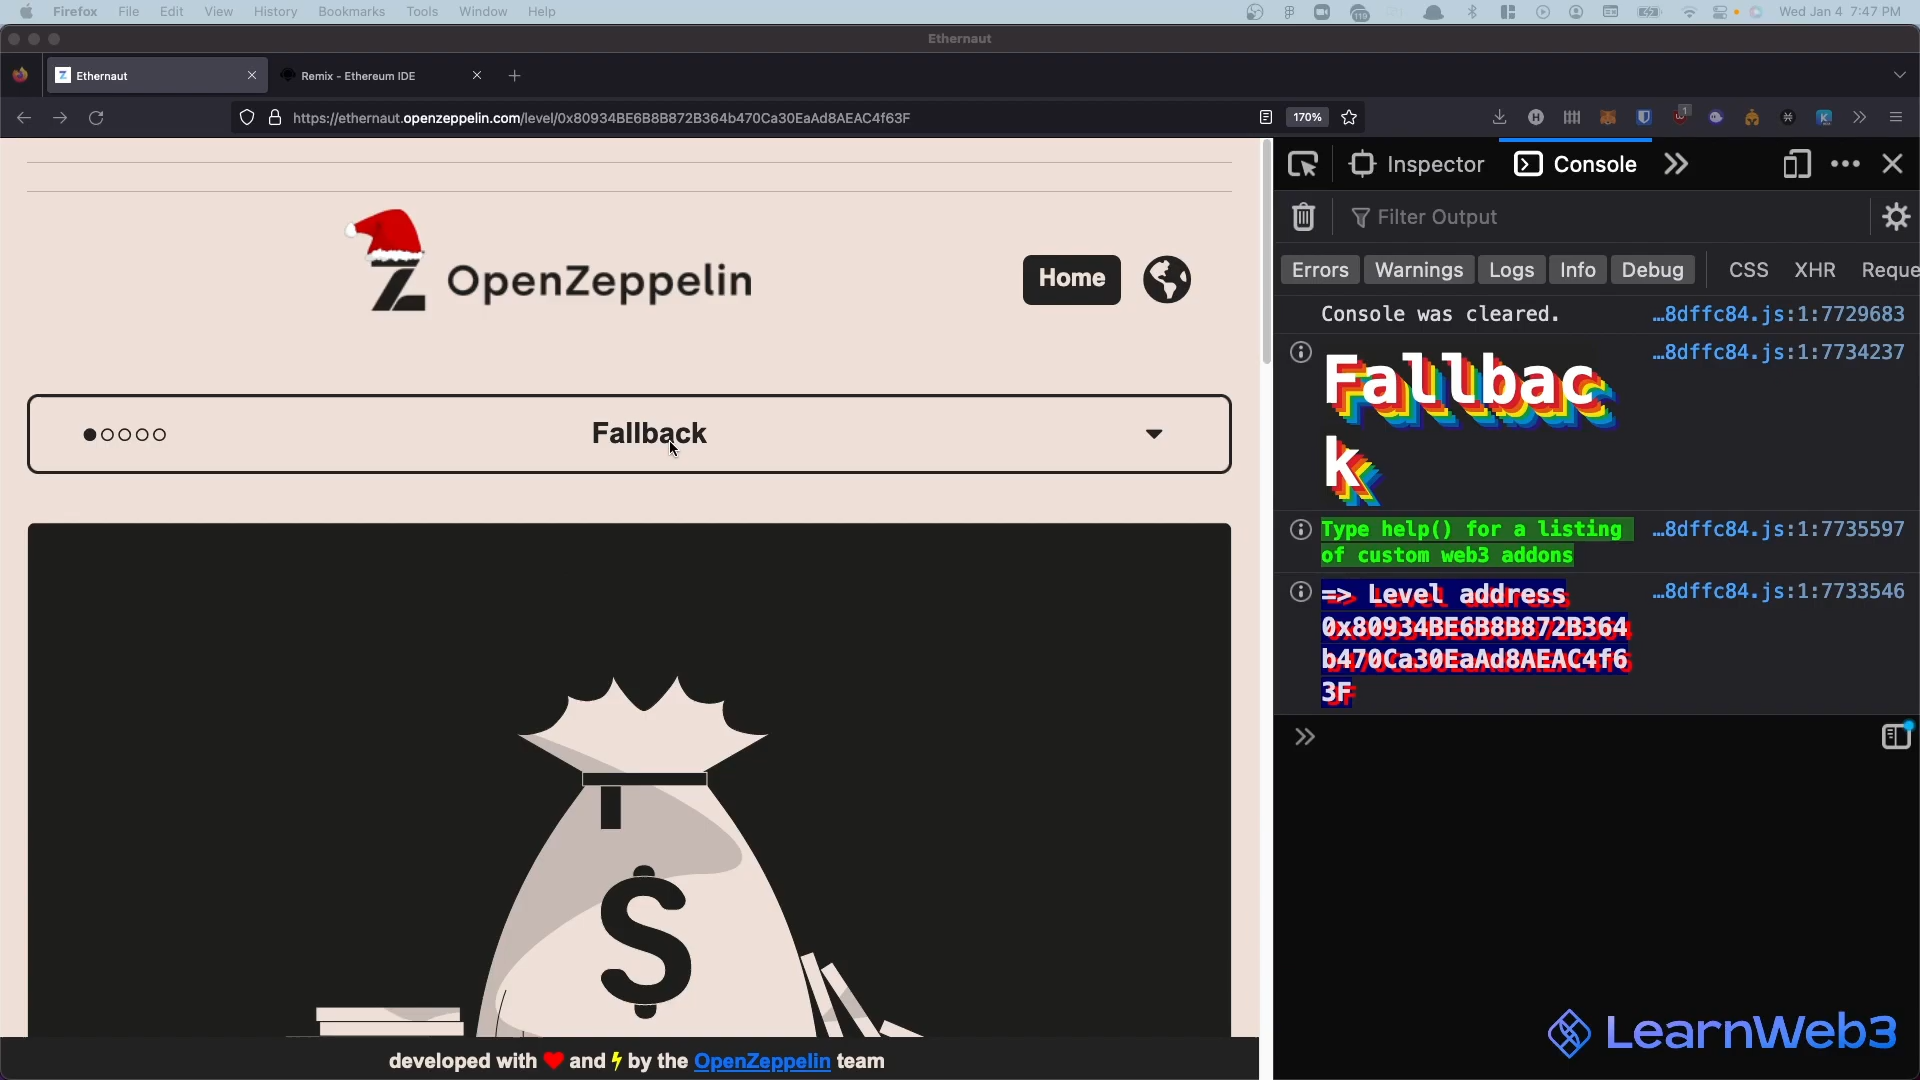 Firefox File Edit View History Bookmarks Tools Window Help
119
Wed Jan 4 7:47 PM
Ethernaut
Ethernaut
Remix - Ethereum IDE
https://ethernaut.openzeppelin.com/level/0x80934BE6B8B872B364b470Ca30EaAd8AEAC4f63F
170%
1
OpenZeppelin
Home
Fallback
$
developed with ❤ and ⚡ by the OpenZeppelin team
Inspector
Console
Filter Output
Errors Warnings Logs Info Debug CSS XHR Reque
Console was cleared. …8dffc84.js:1:7729683
Fallbac …8dffc84.js:1:7734237
k
Type help() for a listing …8dffc84.js:1:7735597
of custom web3 addons
=> Level address …8dffc84.js:1:7733546
0x80934BE6B8B872B364
b470Ca30EaAd8AEAC4f6
3F
LearnWeb3